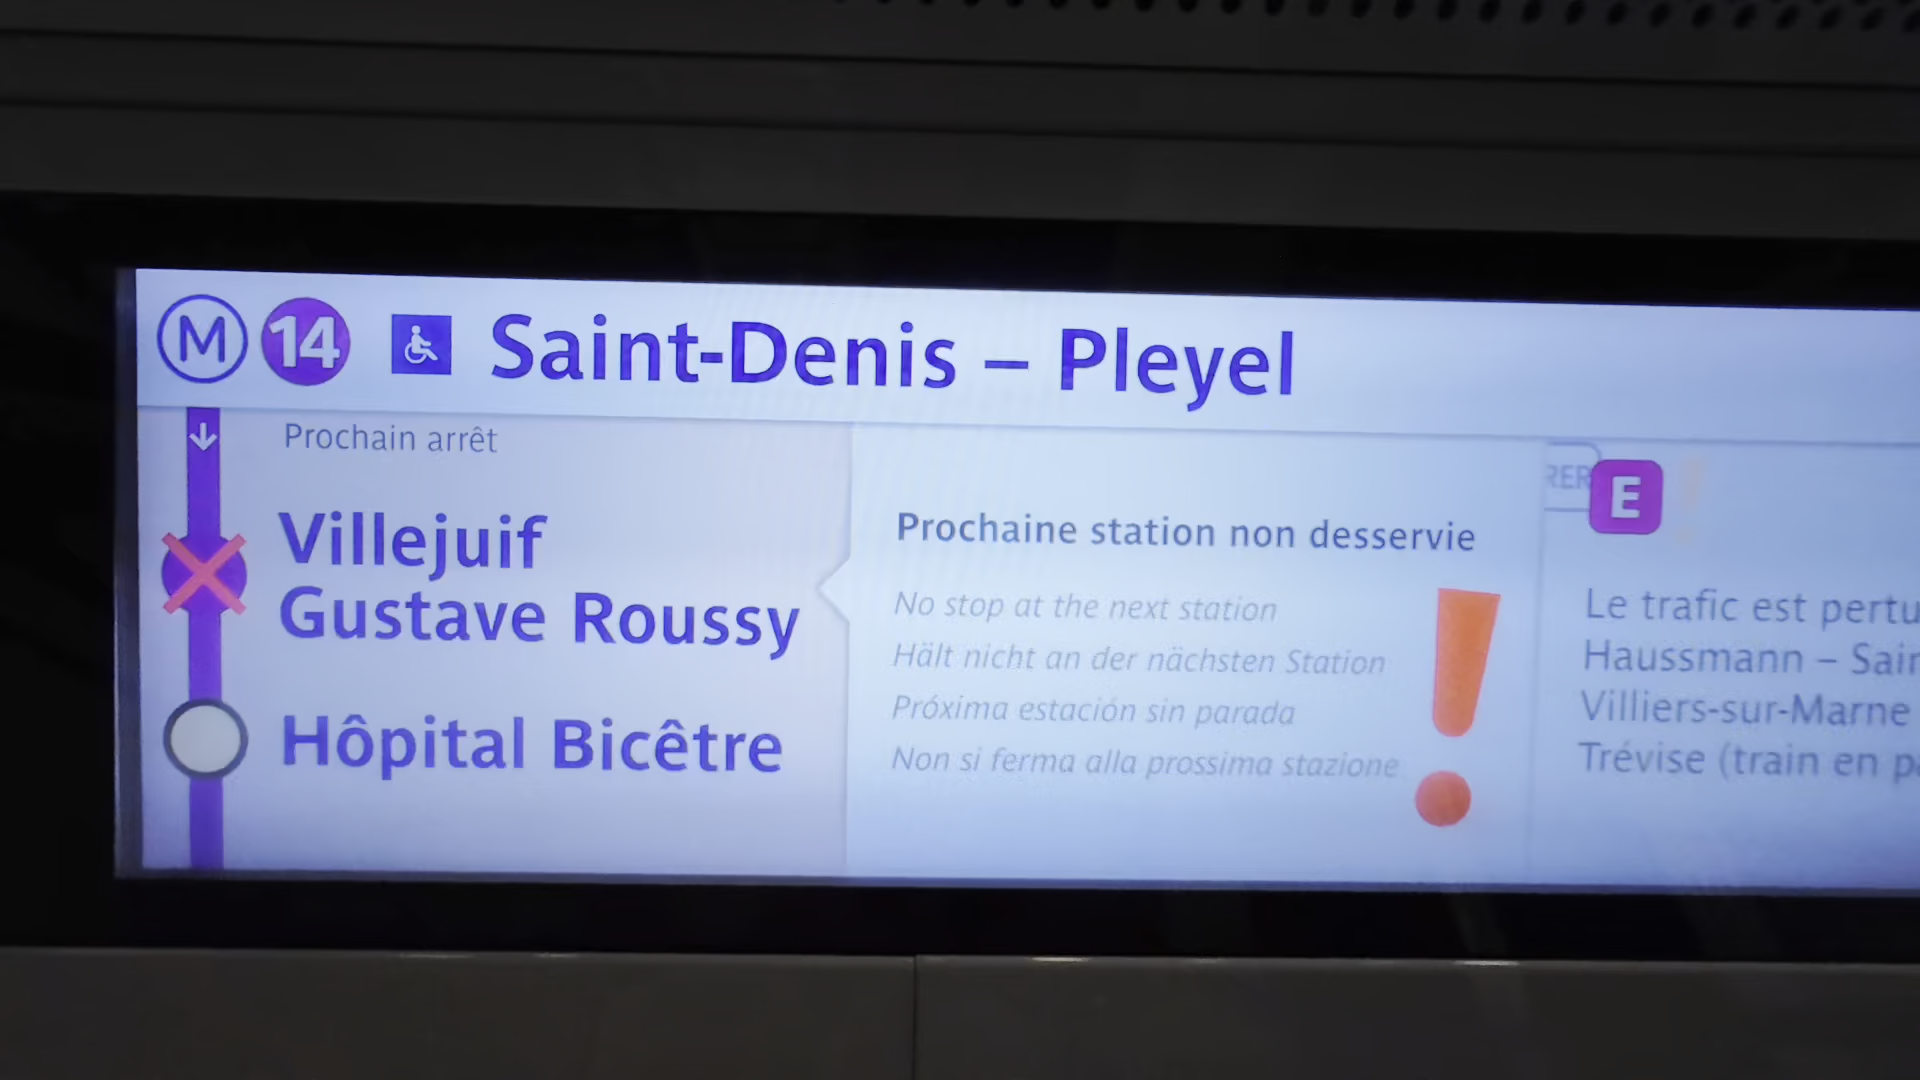 M 14 Saint-Denis – Pleyel
Prochain arrêt
Villejuif
Gustave Roussy
Hôpital Bicêtre
Prochaine station non desservie
No stop at the next station
Hält nicht an der nächsten Station
Próxima estación sin parada
Non si ferma alla prossima stazione
RER E
Le trafic est
Haussmann –
Villiers-sur-Marne
Trévise (train en